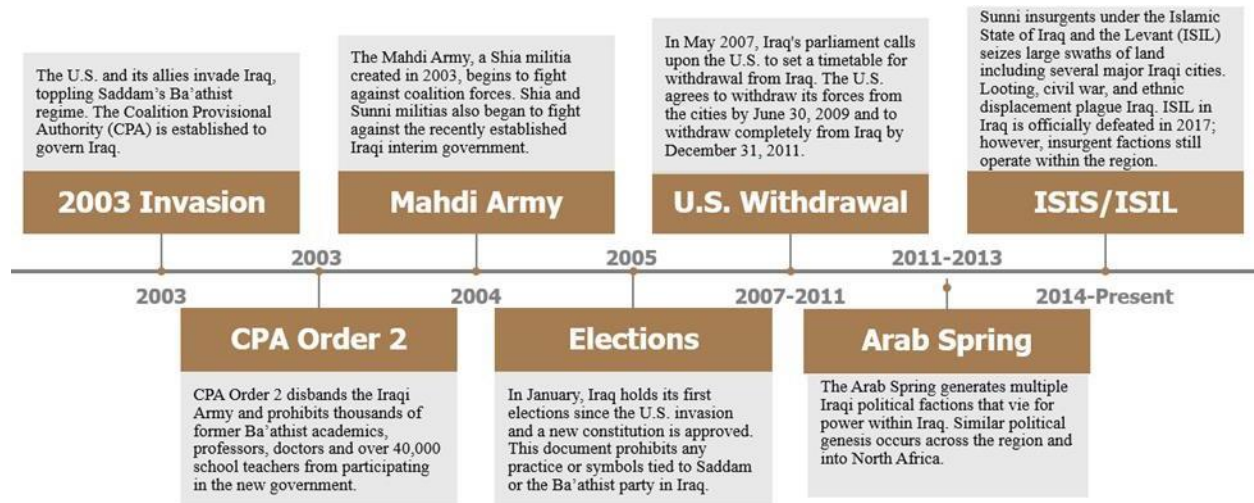 The U.S. and its allies invade Iraq,
toppling Saddam’s Ba’athist
regime. The Coalition Provisional
Authority (CPA) is established to
govern Iraq.
2003 Invasion
2003
CPA Order 2
CPA Order 2 disbands the Iraqi
Army and prohibits thousands of
former Ba’athist academics,
professors, doctors and over 40,000
school teachers from participating
in the new government.
2003
The Mahdi Army, a Shia militia
created in 2003, begins to fight
against coalition forces. Shia and
Sunni militias also began to fight
against the recently established
Iraqi interim government.
Mahdi Army
2004
2005
Elections
In January, Iraq holds its first
elections since the U.S. invasion
and a new constitution is approved.
This document prohibits any
practice or symbols tied to Saddam
or the Ba’athist party in Iraq.
In May 2007, Iraq's parliament calls
upon the U.S. to set a timetable for
withdrawal from Iraq. The U.S.
agrees to withdraw its forces from
the cities by June 30, 2009 and to
withdraw completely from Iraq by
December 31, 2011.
U.S. Withdrawal
2007-2011
2011-2013
Arab Spring
The Arab Spring generates multiple
Iraqi political factions that vie for
power within Iraq. Similar political
genesis occurs across the region and
into North Africa.
Sunni insurgents under the Islamic
State of Iraq and the Levant (ISIL)
seizes large swaths of land
including several major Iraqi cities.
Looting, civil war, and ethnic
displacement plague Iraq. ISIL in
Iraq is officially defeated in 2017;
however, insurgent factions still
operate within the region.
ISIS/ISIL
2014-Present